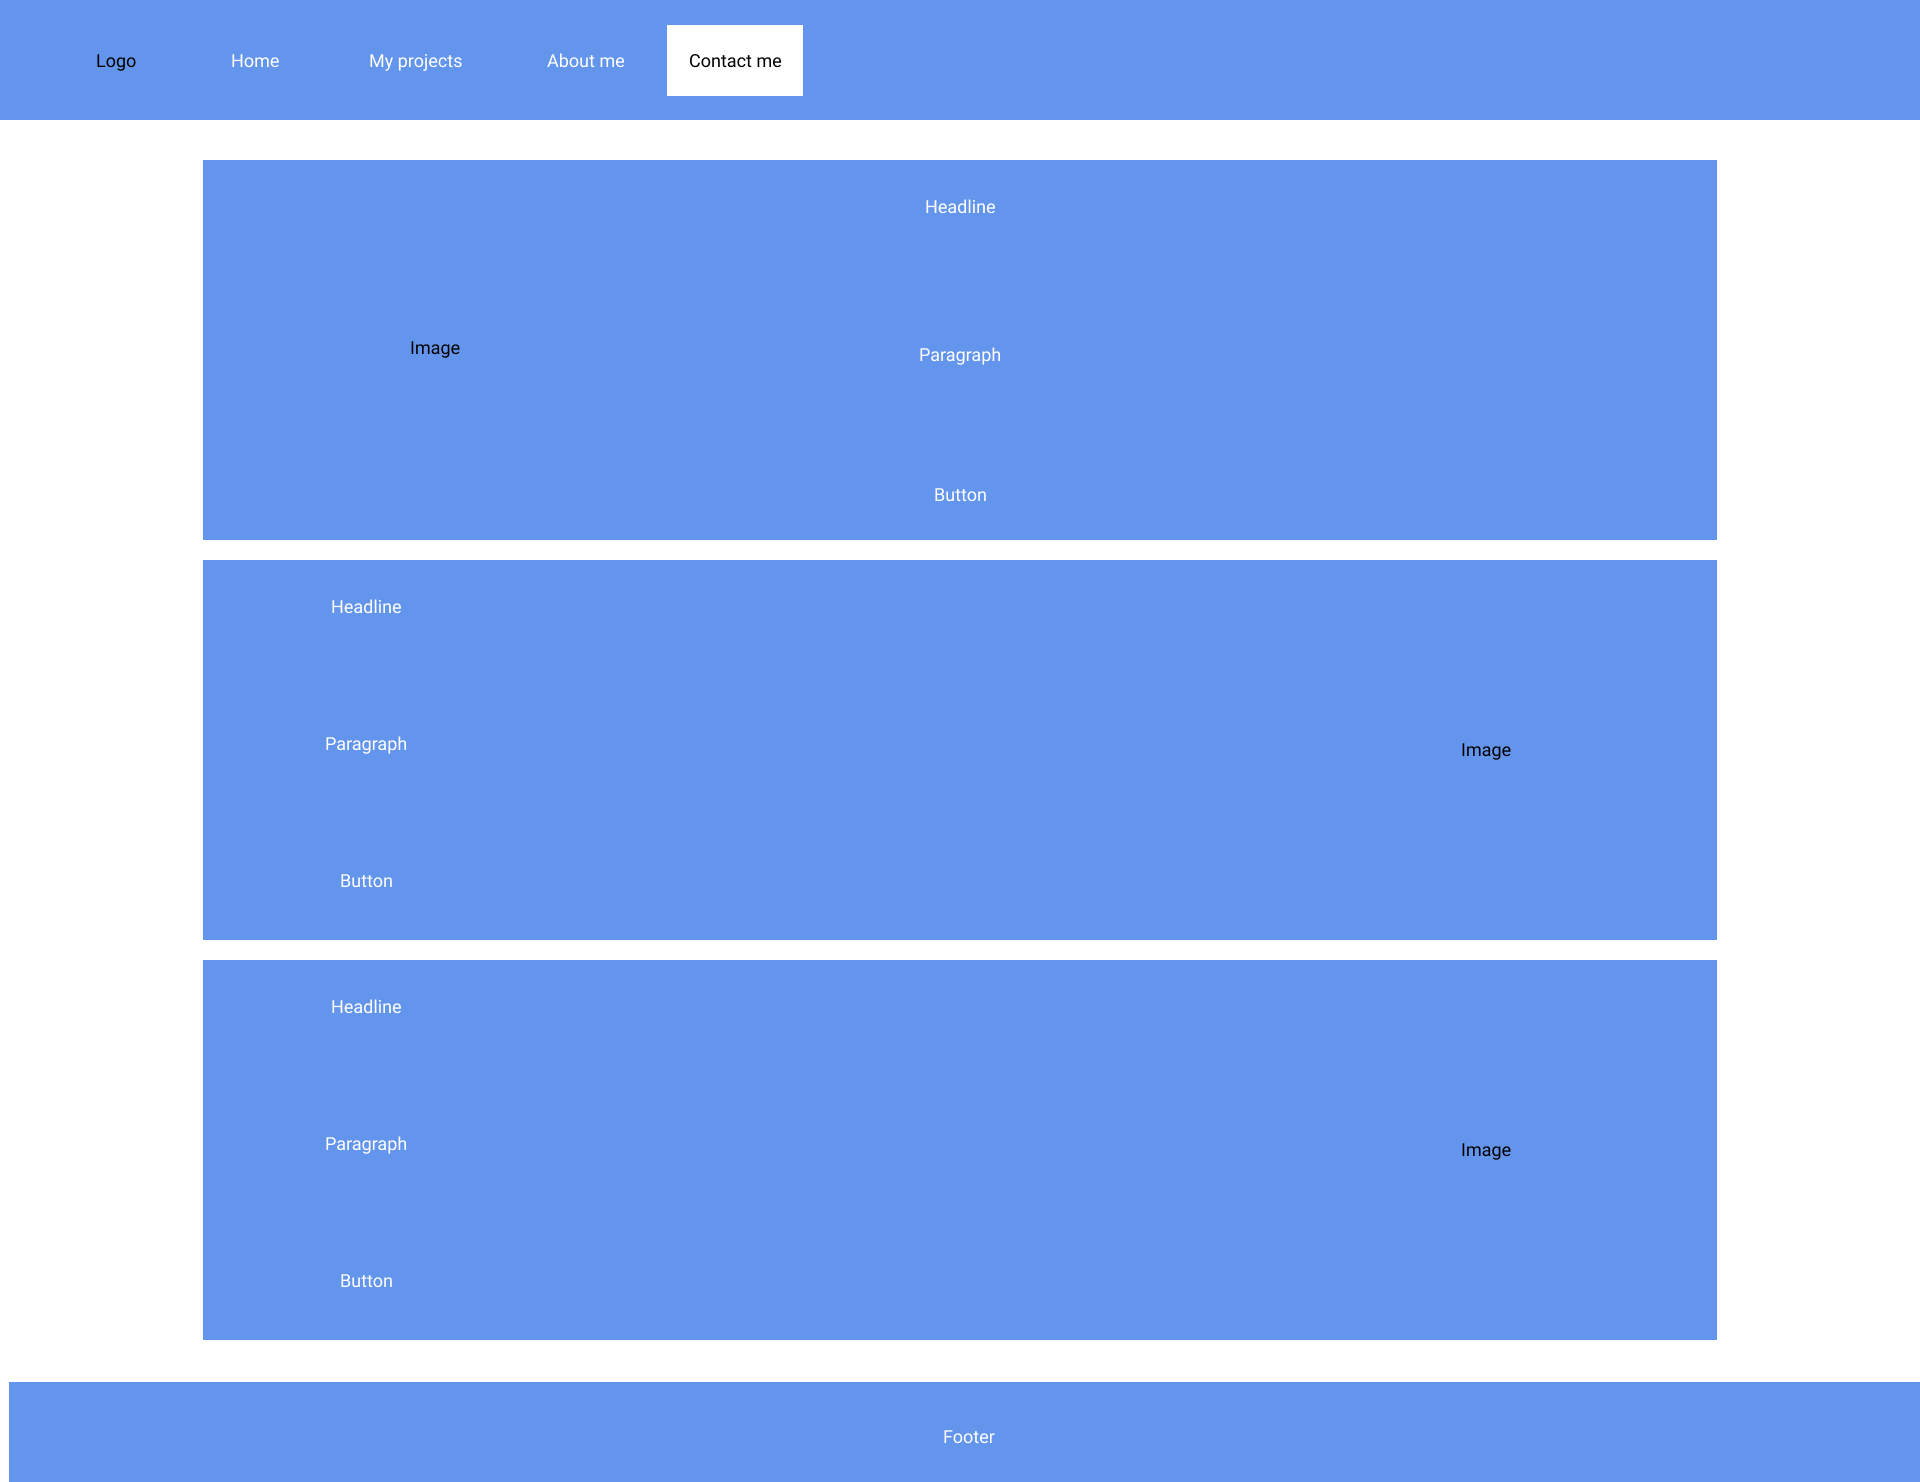 Logo
Home
My projects
About me
Contact me
Headline
Image
Paragraph
Button
Headline
Paragraph
Image
Button
Headline
Paragraph
Image
Button
Footer